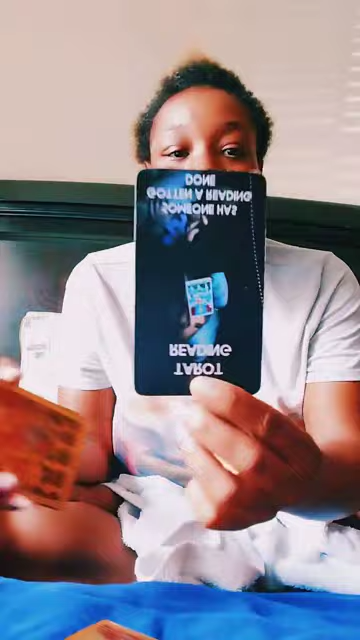 TAROT
READING
SOMEONE HAS
GOTTEN A READING
DONE